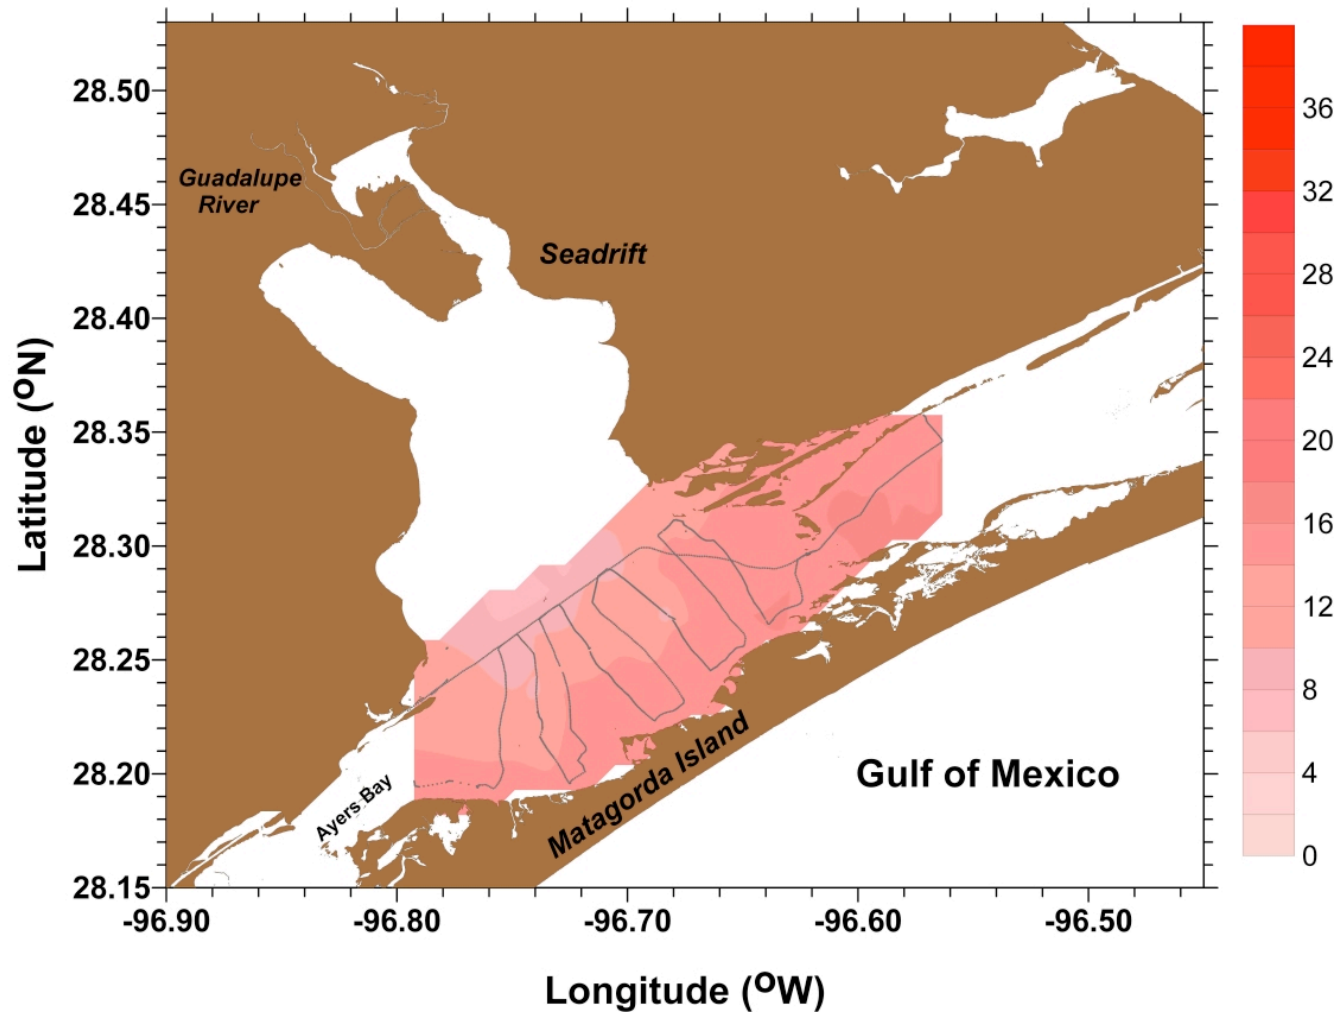 28.50
28.45
28.40
28.35
28.30
28.25
28.20
28.15
Latitude (ᴼN)
-96.90
-96.80
-96.70
-96.60
-96.50
Longitude (ᴼW)
Guadalupe
River
Seadrift
Ayers Bay
Matagorda Island
Gulf of Mexico
36
32
28
24
20
16
12
8
4
0